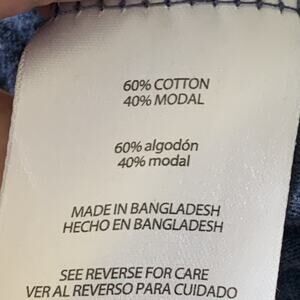 60% COTTON
40% MODAL
60% algodón
40% modal
MADE IN BANGLADESH
HECHO EN BANGLADESH
SEE REVERSE FOR CARE
VER AL REVERSO PARA CUIDADO